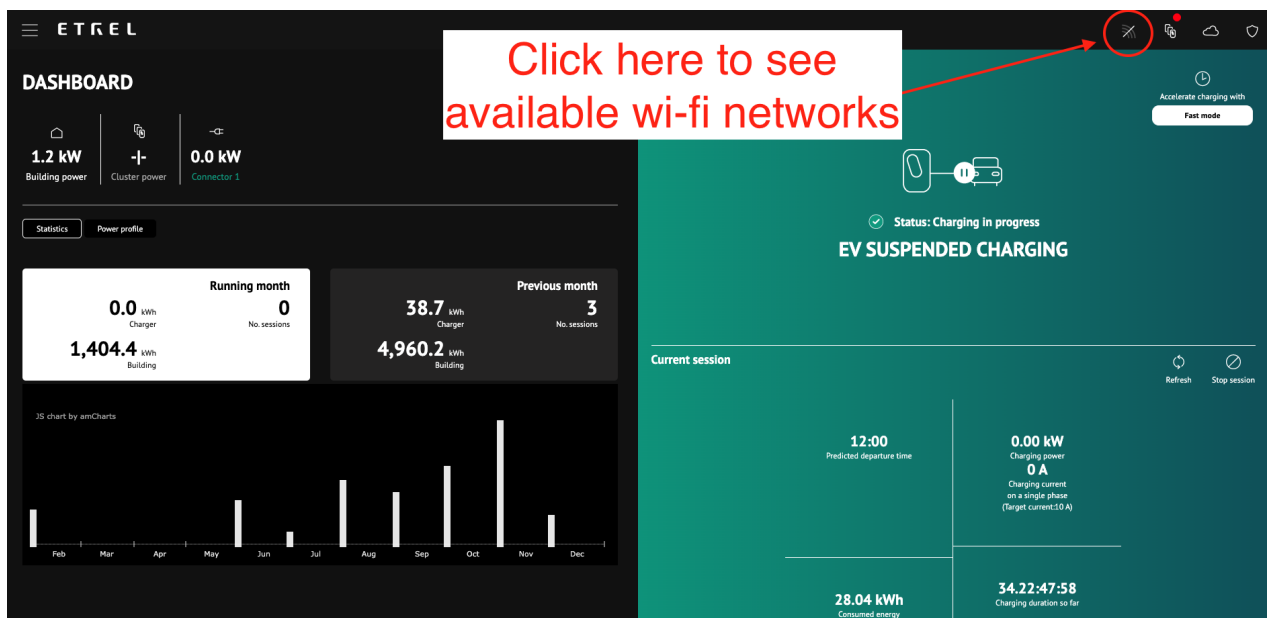 ETREL
Click here to see
available wi-fi networks
DASHBOARD
1.2 kW
Building power
-|-
Cluster power
0.0 kW
Connector 1
Statistics
Power profile
Running month
0.0 kWh
Charger
0
No. sessions
1,404.4 kWh
Building
Previous month
38.7 kWh
Charger
3
No. sessions
4,960.2 kWh
Building
JS chart by amCharts
Feb Mar Apr May Jun Jul Aug Sep Oct Nov Dec
Accelerate charging with
Fast mode
Status: Charging in progress
EV SUSPENDED CHARGING
Current session
Refresh
Stop session
12:00
Predicted departure time
0.00 kW
Charging power
0 A
Charging current
on a single phase
(Target current:10 A)
28.04 kWh
Consumed energy
34.22:47:58
Charging duration so far